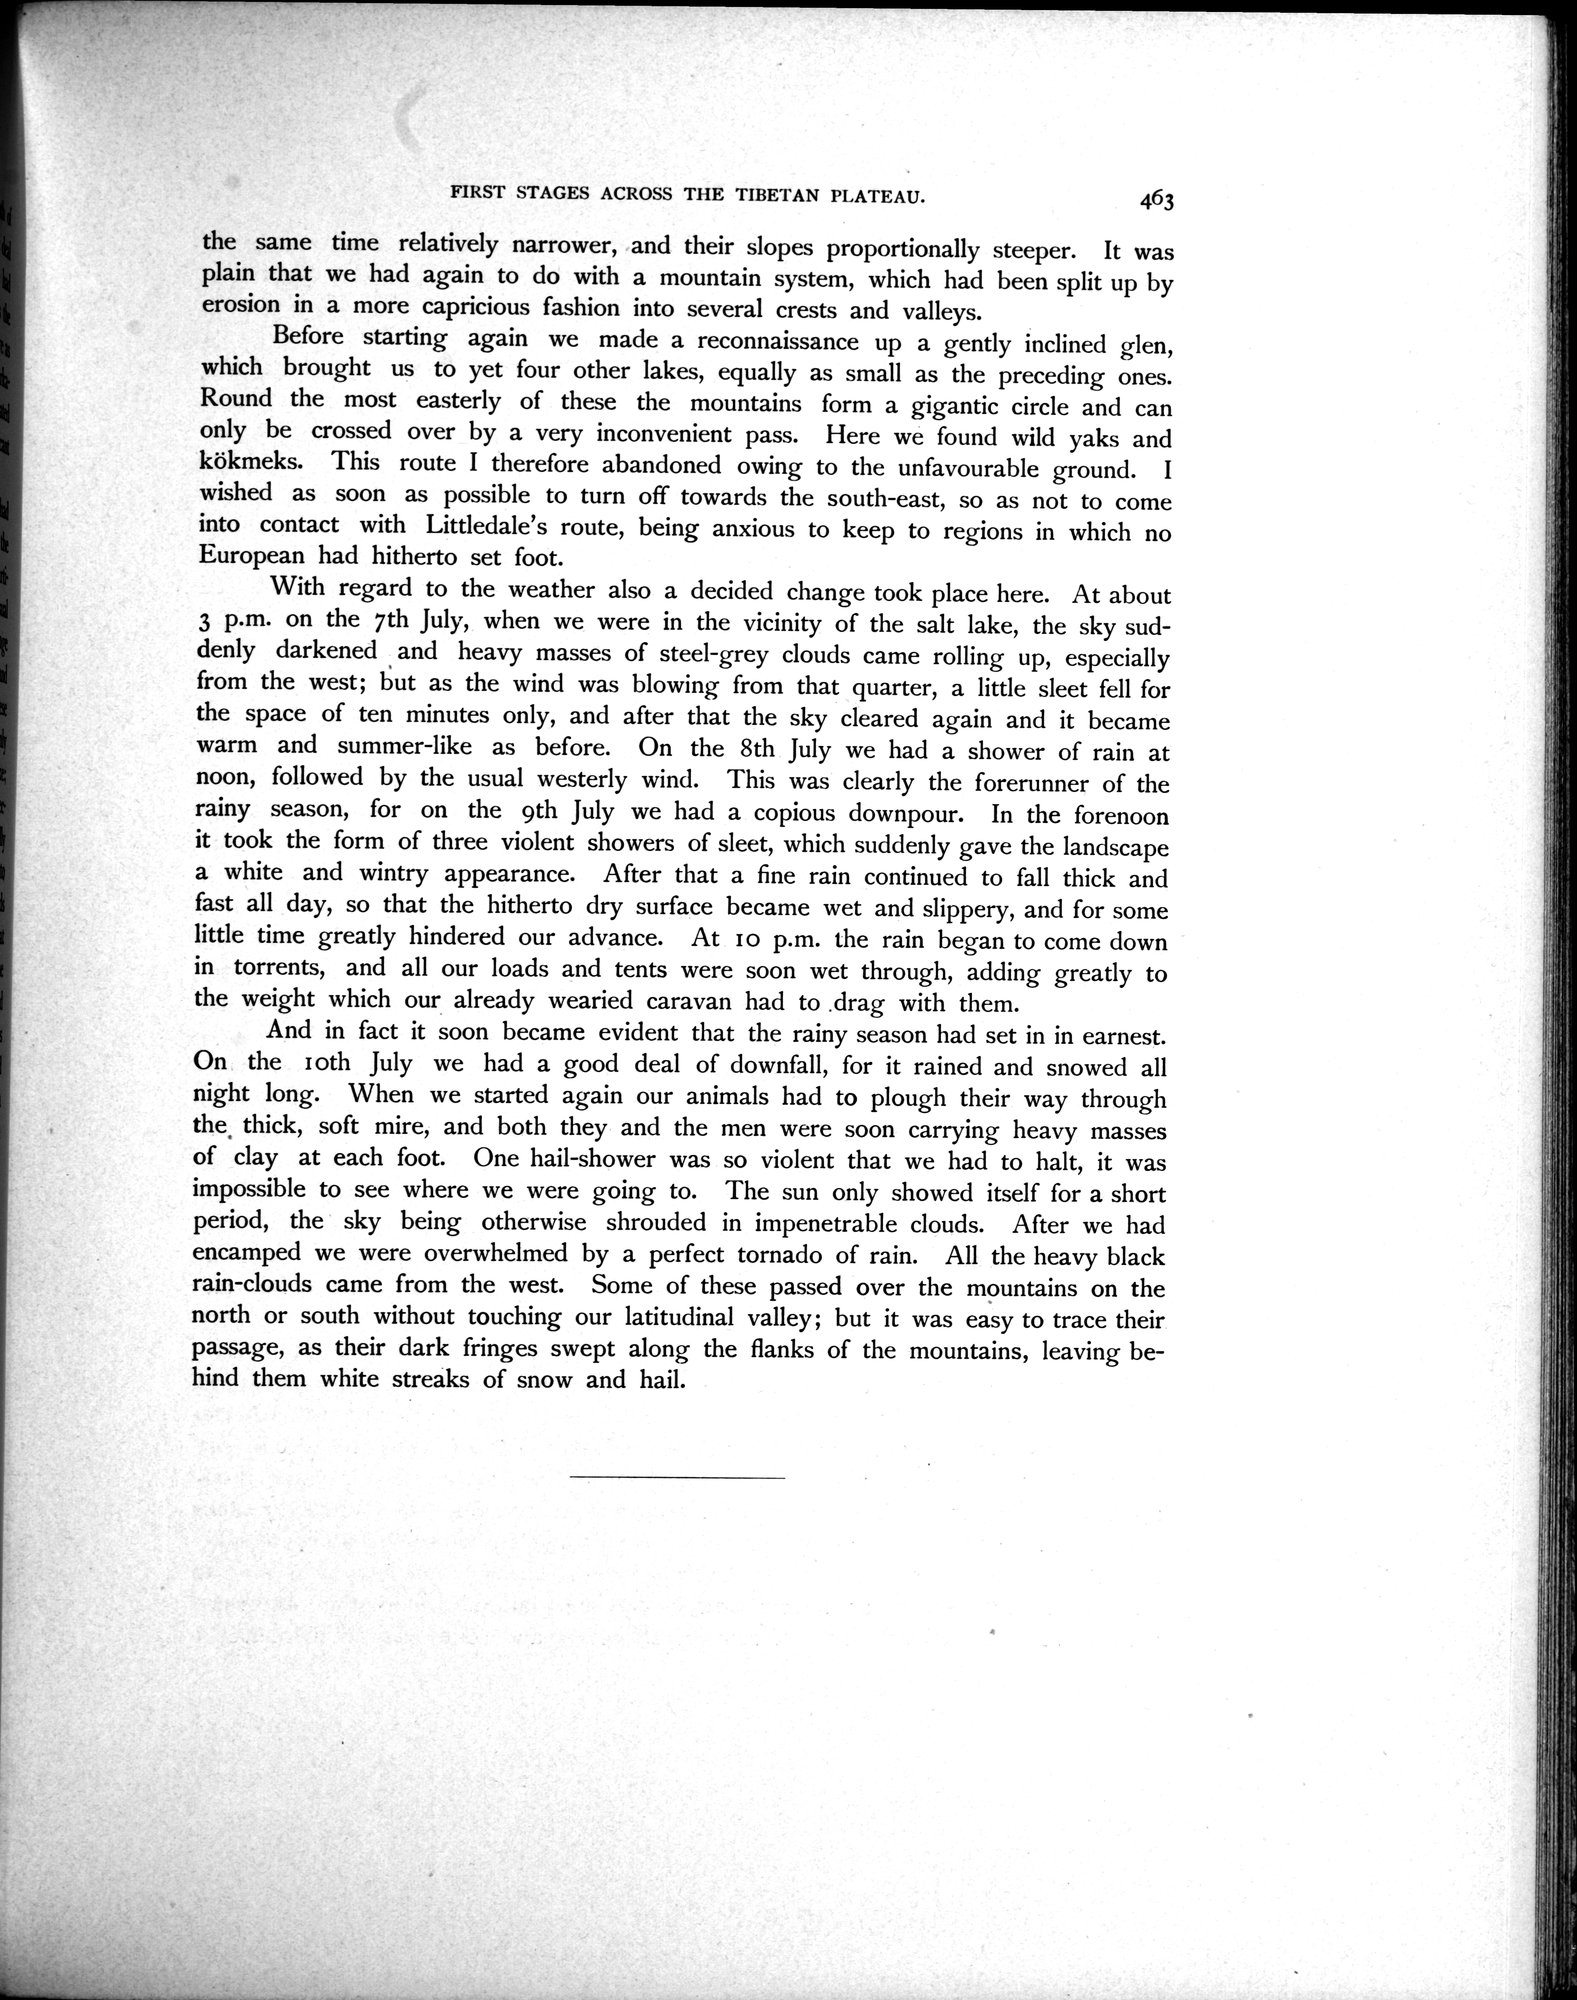 FIRST STAGES ACROSS THE TIBETAN PLATEAU. 463
the same time relatively narrower, and their slopes proportionally steeper. It was
plain that we had again to do with a mountain system, which had been split up by
erosion in a more capricious fashion into several crests and valleys.
Before starting again we made a reconnaissance up a gently inclined glen,
which brought us to yet four other lakes, equally as small as the preceding ones.
Round the most easterly of these the mountains form a gigantic circle and can
only be crossed over by a very inconvenient pass. Here we found wild yaks and
kökmeks. This route I therefore abandoned owing to the unfavourable ground. I
wished as soon as possible to turn off towards the south-east, so as not to come
into contact with Littledale's route, being anxious to keep to regions in which no
European had hitherto set foot.
With regard to the weather also a decided change took place here. At about
3 p.m. on the 7th July, when we were in the vicinity of the salt lake, the sky sud-
denly darkened and heavy masses of steel-grey clouds came rolling up, especially
from the west; but as the wind was blowing from that quarter, a little sleet fell for
the space of ten minutes only, and after that the sky cleared again and it became
warm and summer-like as before. On the 8th July we had a shower of rain at
noon, followed by the usual westerly wind. This was clearly the forerunner of the
rainy season, for on the 9th July we had a copious downpour. In the forenoon
it took the form of three violent showers of sleet, which suddenly gave the landscape
a white and wintry appearance. After that a fine rain continued to fall thick and
fast all day, so that the hitherto dry surface became wet and slippery, and for some
little time greatly hindered our advance. At 10 p.m. the rain began to come down
in torrents, and all our loads and tents were soon wet through, adding greatly to
the weight which our already wearied caravan had to drag with them.
And in fact it soon became evident that the rainy season had set in in earnest.
On the 10th July we had a good deal of downfall, for it rained and snowed all
night long. When we started again our animals had to plough their way through
the thick, soft mire, and both they and the men were soon carrying heavy masses
of clay at each foot. One hail-shower was so violent that we had to halt, it was
impossible to see where we were going to. The sun only showed itself for a short
period, the sky being otherwise shrouded in impenetrable clouds. After we had
encamped we were overwhelmed by a perfect tornado of rain. All the heavy black
rain-clouds came from the west. Some of these passed over the mountains on the
north or south without touching our latitudinal valley; but it was easy to trace their
passage, as their dark fringes swept along the flanks of the mountains, leaving be-
hind them white streaks of snow and hail.